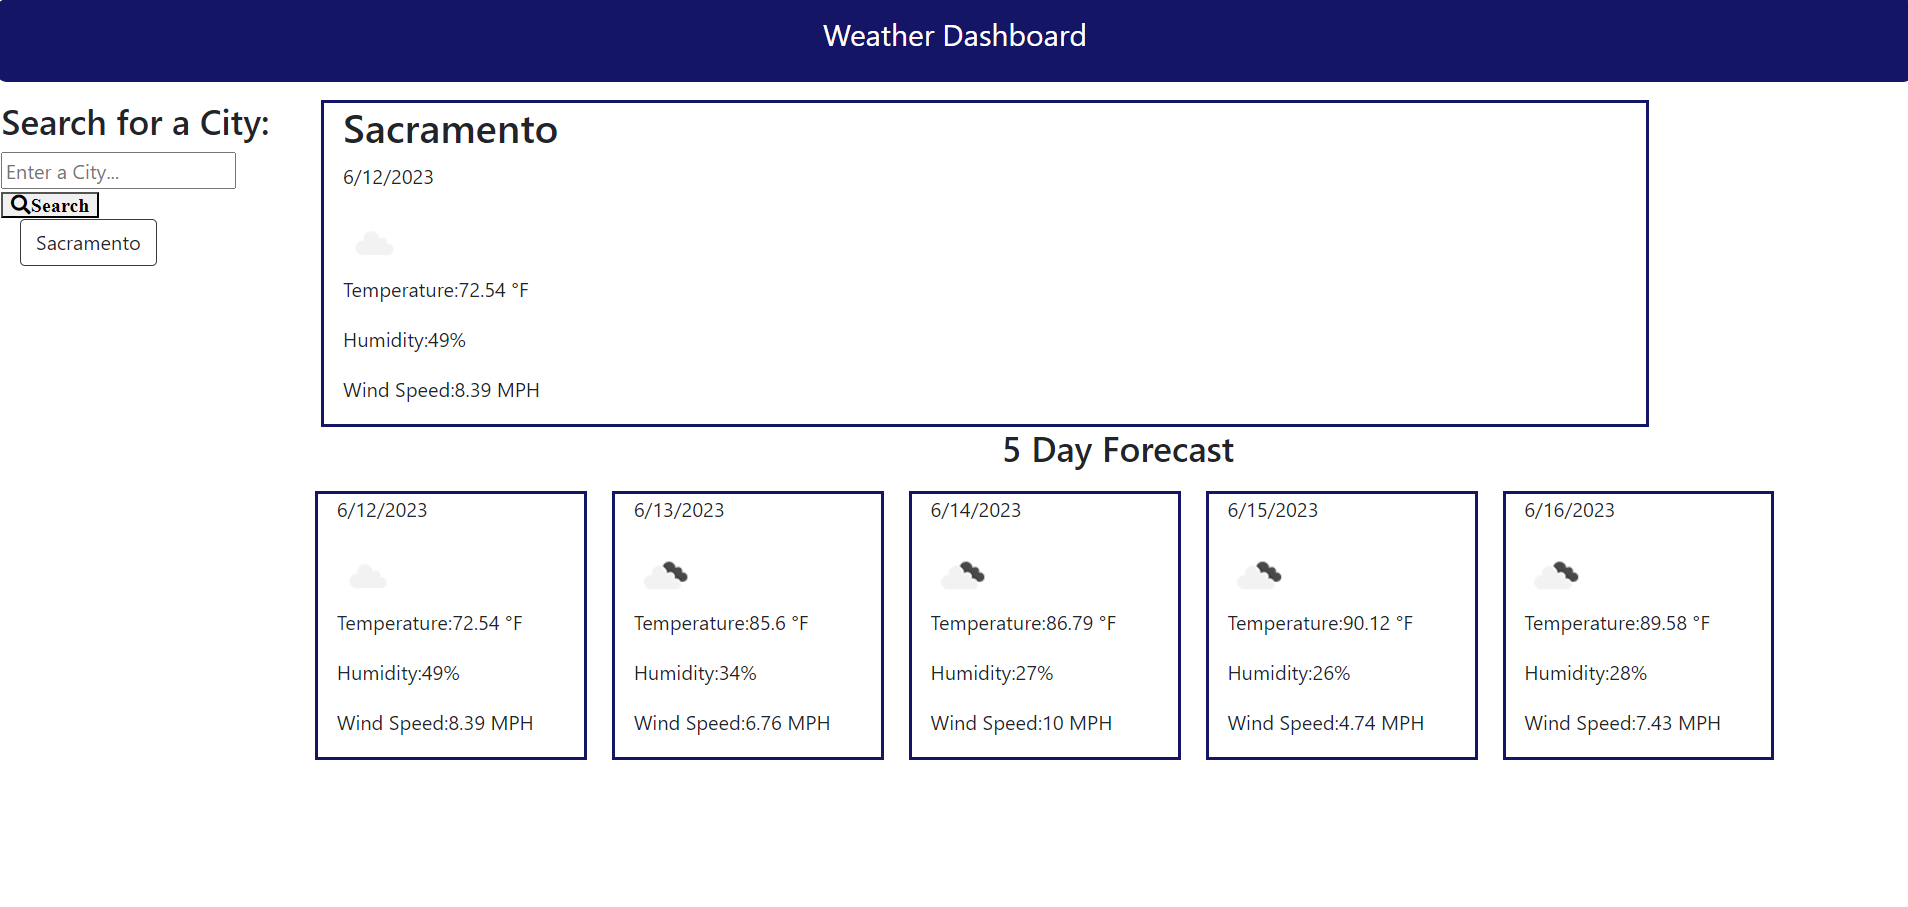 Weather Dashboard
Search for a City:
Enter a City...
Search
Sacramento
Sacramento
6/12/2023
Temperature:72.54 °F
Humidity:49%
Wind Speed:8.39 MPH
5 Day Forecast
6/12/2023
Temperature:72.54 °F
Humidity:49%
Wind Speed:8.39 MPH
6/13/2023
Temperature:85.6 °F
Humidity:34%
Wind Speed:6.76 MPH
6/14/2023
Temperature:86.79 °F
Humidity:27%
Wind Speed:10 MPH
6/15/2023
Temperature:90.12 °F
Humidity:26%
Wind Speed:4.74 MPH
6/16/2023
Temperature:89.58 °F
Humidity:28%
Wind Speed:7.43 MPH